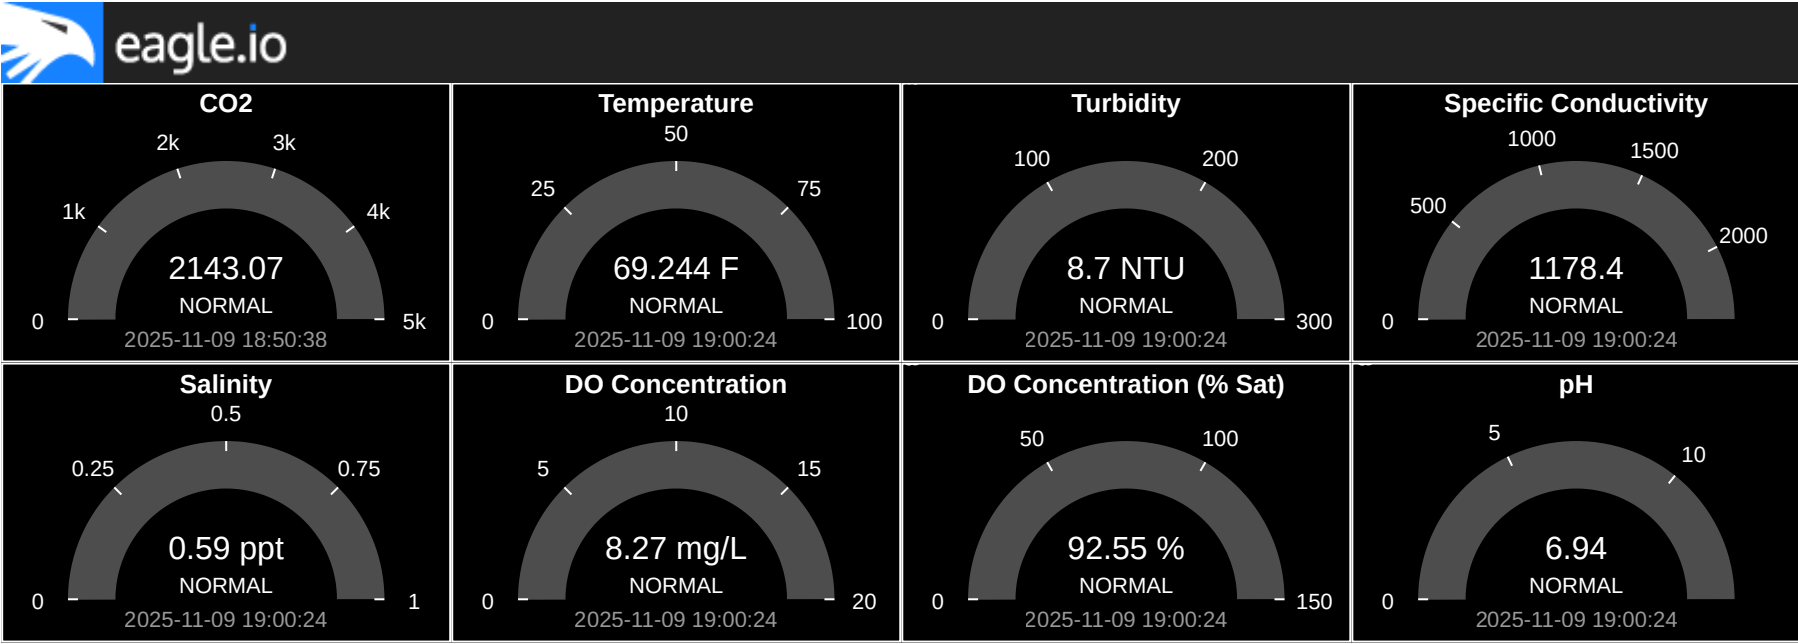 eagle.io
CO2
2k 3k
1k 4k
2143.07
NORMAL
0 5k
2025-11-09 18:50:38
Temperature
50
25 75
69.244 F
NORMAL
0 100
2025-11-09 19:00:24
Turbidity
100 200
8.7 NTU
NORMAL
0 300
2025-11-09 19:00:24
Specific Conductivity
1000 1500
500 2000
1178.4
NORMAL
0
2025-11-09 19:00:24
Salinity
0.5
0.25 0.75
0.59 ppt
NORMAL
0 1
2025-11-09 19:00:24
DO Concentration
10
5 15
8.27 mg/L
NORMAL
0 20
2025-11-09 19:00:24
DO Concentration (% Sat)
50 100
92.55 %
NORMAL
0 150
2025-11-09 19:00:24
pH
5 10
6.94
NORMAL
0
2025-11-09 19:00:24